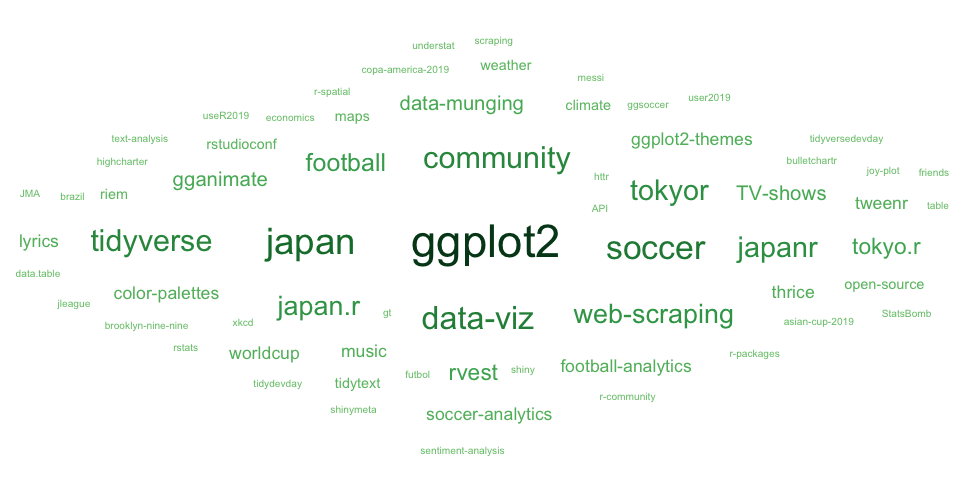 understat scraping
copa-america-2019 weather
r-spatial data-munging messi
useR2019 economics maps climate ggsoccer user2019
text-analysis rstudioconf ggplot2-themes tidyversedevday
highcharter football community bulletchartr
gganimate httr joy-plot friends
JMA brazil riem tokyor TV-shows
API tweenr table
lyrics tidyverse japan ggplot2 soccer japanr tokyo.r
data.table
color-palettes thrice open-source
jleague japan.r gt web-scraping StatsBomb
brooklyn-nine-nine xkcd data-viz asian-cup-2019
rstats worldcup music r-packages
rvest shiny football-analytics
tidydevday tidytext futbol
shinymeta soccer-analytics r-community
sentiment-analysis